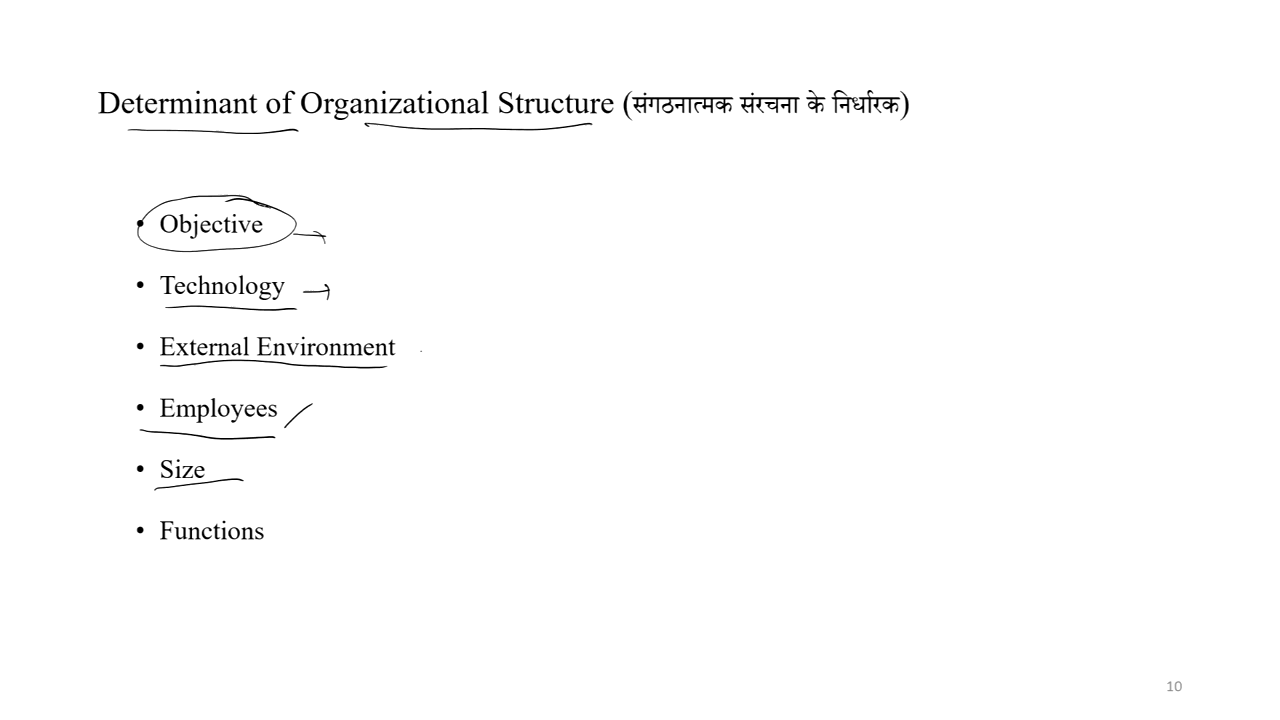 Determinant of Organizational Structure (संगठनात्मक संरचना के निर्धारक)
• Objective
• Technology
• External Environment
• Employees
• Size
• Functions
10